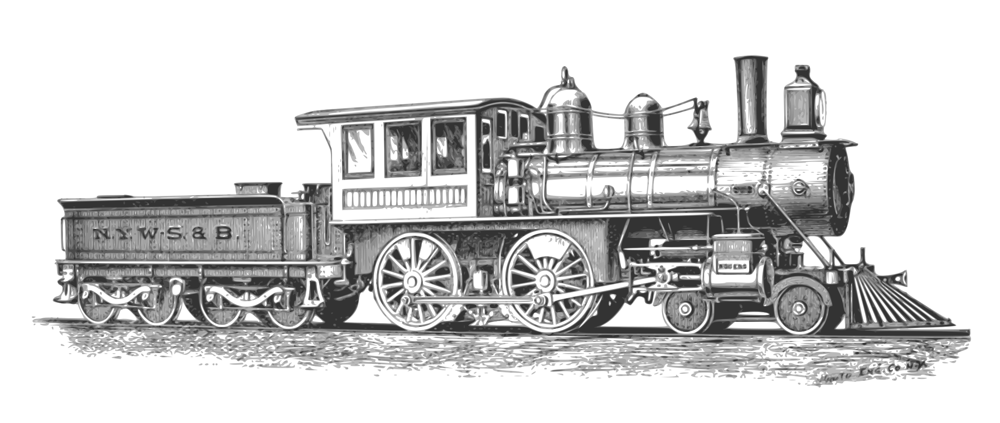 N.Y.W.S.& B.
ROGERS
Photo Eng. Co N.Y.